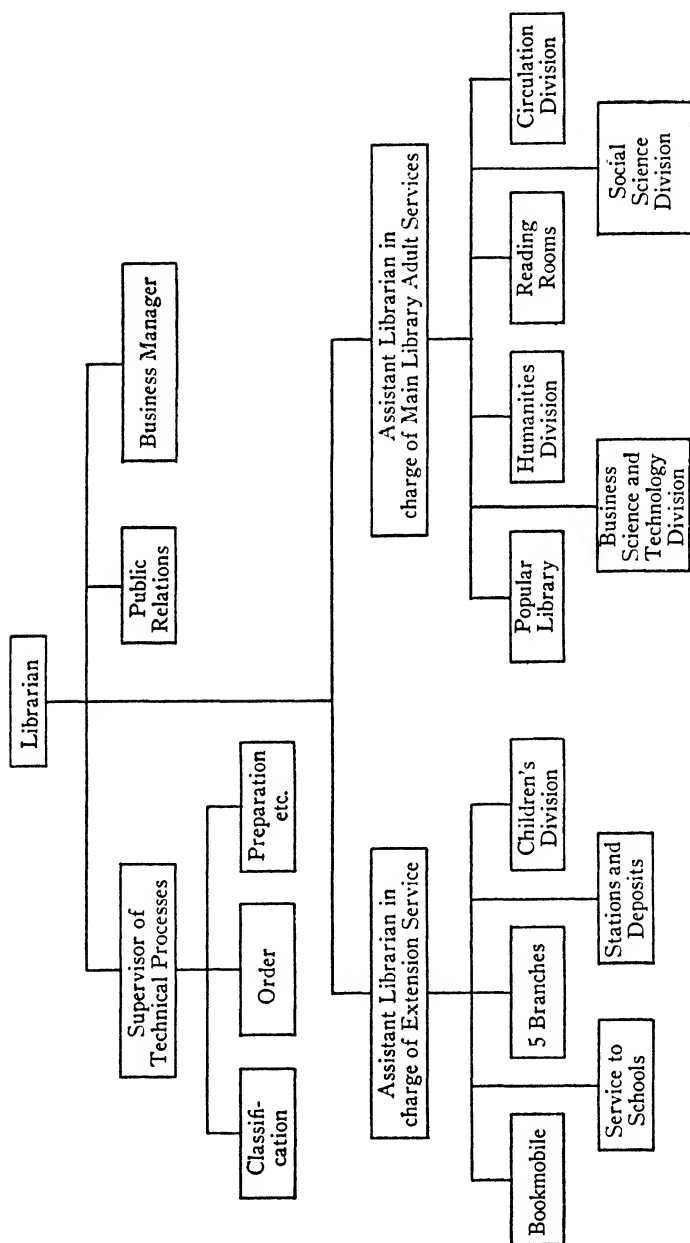 Librarian
Supervisor of
Technical Processes
Public
Relations
Business Manager
Classifi-
cation
Order
Preparation
etc.
Assistant Librarian in
charge of Extension Service
Assistant Librarian in
charge of Main Library Adult Services
Bookmobile
5 Branches
Children's
Division
Service to
Schools
Stations and
Deposits
Popular
Library
Humanities
Division
Reading
Rooms
Circulation
Division
Business
Science and
Technology
Division
Social
Science
Division